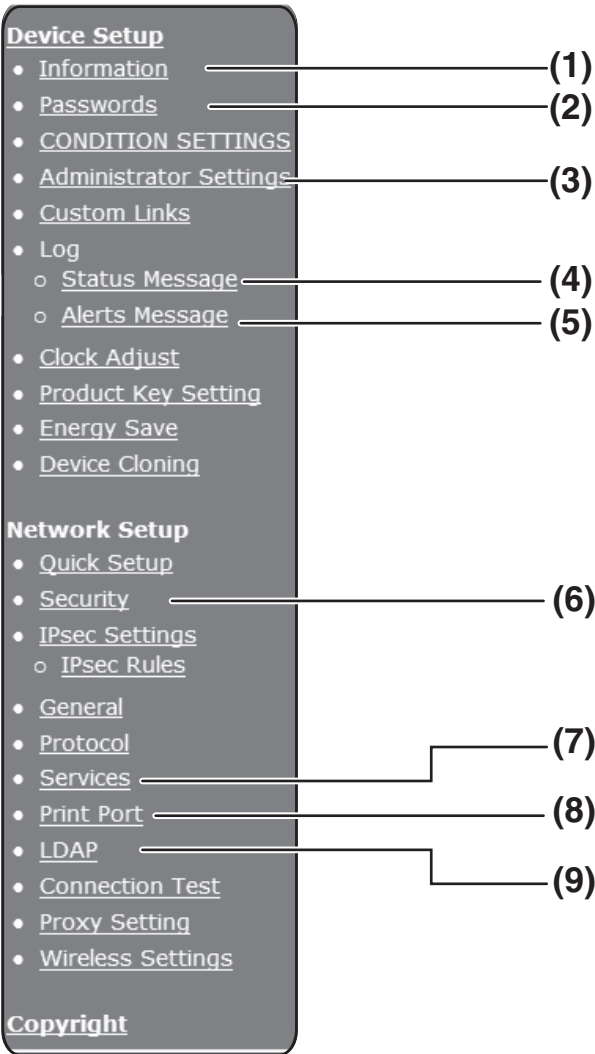 Device Setup
• Information (1)
• Passwords (2)
• CONDITION SETTINGS
• Administrator Settings (3)
• Custom Links
• Log
○ Status Message (4)
○ Alerts Message (5)
• Clock Adjust
• Product Key Setting
• Energy Save
• Device Cloning
Network Setup
• Quick Setup
• Security (6)
• IPsec Settings
○ IPsec Rules
• General
• Protocol
• Services (7)
• Print Port (8)
• LDAP (9)
• Connection Test
• Proxy Setting
• Wireless Settings
Copyright